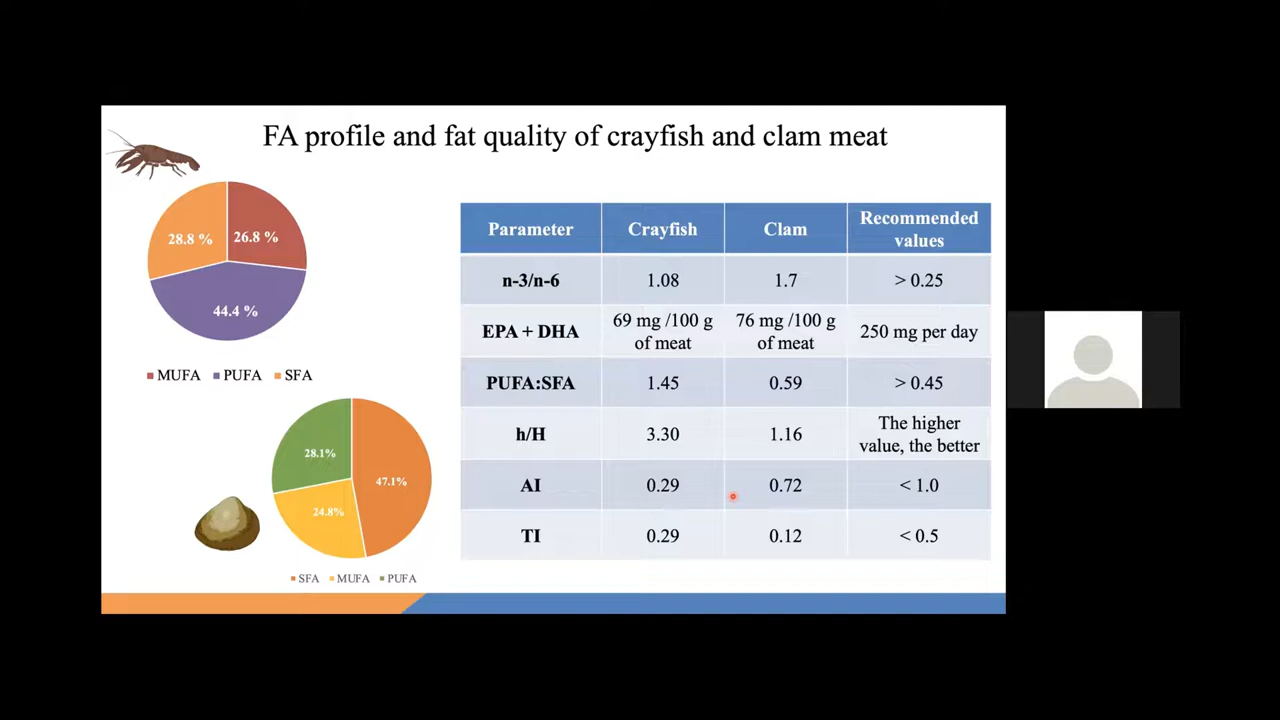 FA profile and fat quality of crayfish and clam meat
28.8 %
26.8 %
44.4 %
MUFA PUFA SFA
28.1%
47.1%
24.8%
SFA MUFA PUFA
Parameter Crayfish Clam Recommended values
n-3/n-6 1.08 1.7 > 0.25
EPA + DHA 69 mg /100 g of meat 76 mg /100 g of meat 250 mg per day
PUFA:SFA 1.45 0.59 > 0.45
h/H 3.30 1.16 The higher value, the better
AI 0.29 0.72 < 1.0
TI 0.29 0.12 < 0.5